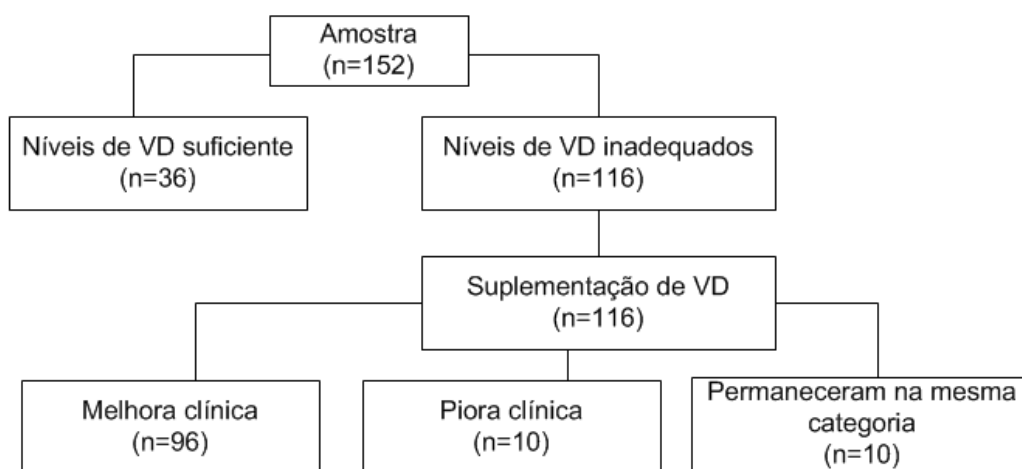 Amostra
(n=152)
Níveis de VD suficiente
(n=36)
Níveis de VD inadequados
(n=116)
Suplementação de VD
(n=116)
Melhora clínica
(n=96)
Piora clínica
(n=10)
Permaneceram na mesma
categoria
(n=10)